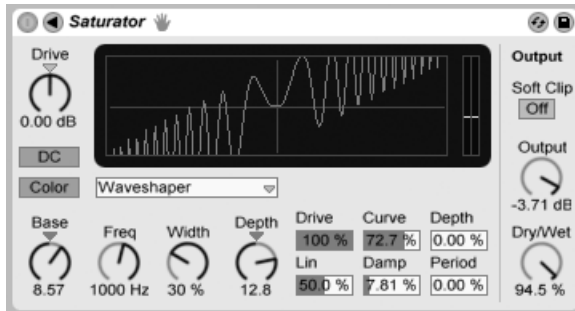 Saturator
Drive
0.00 dB
DC
Color
Waveshaper
Base
8.57
Freq
1000 Hz
Width
30 %
Depth
12.8
Drive
100 %
Curve
72.7 %
Depth
0.00 %
Lin
50.0 %
Damp
7.81 %
Period
0.00 %
Output
Soft Clip
Off
Output
-3.71 dB
Dry/Wet
94.5 %